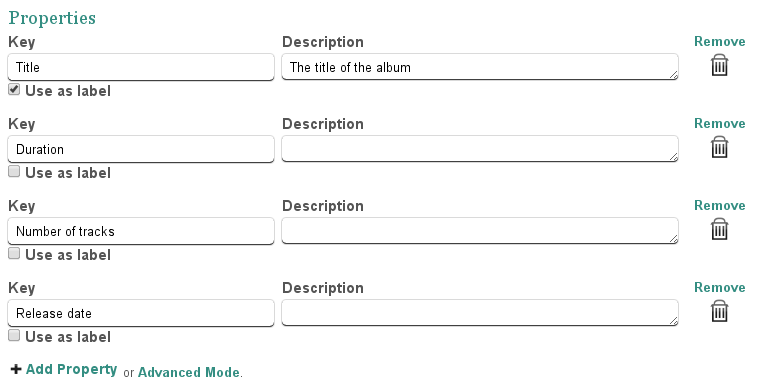 Properties
Key Description Remove
Title The title of the album
Use as label
Key Description Remove
Duration
Use as label
Key Description Remove
Number of tracks
Use as label
Key Description Remove
Release date
Use as label
Add Property or Advanced Mode.